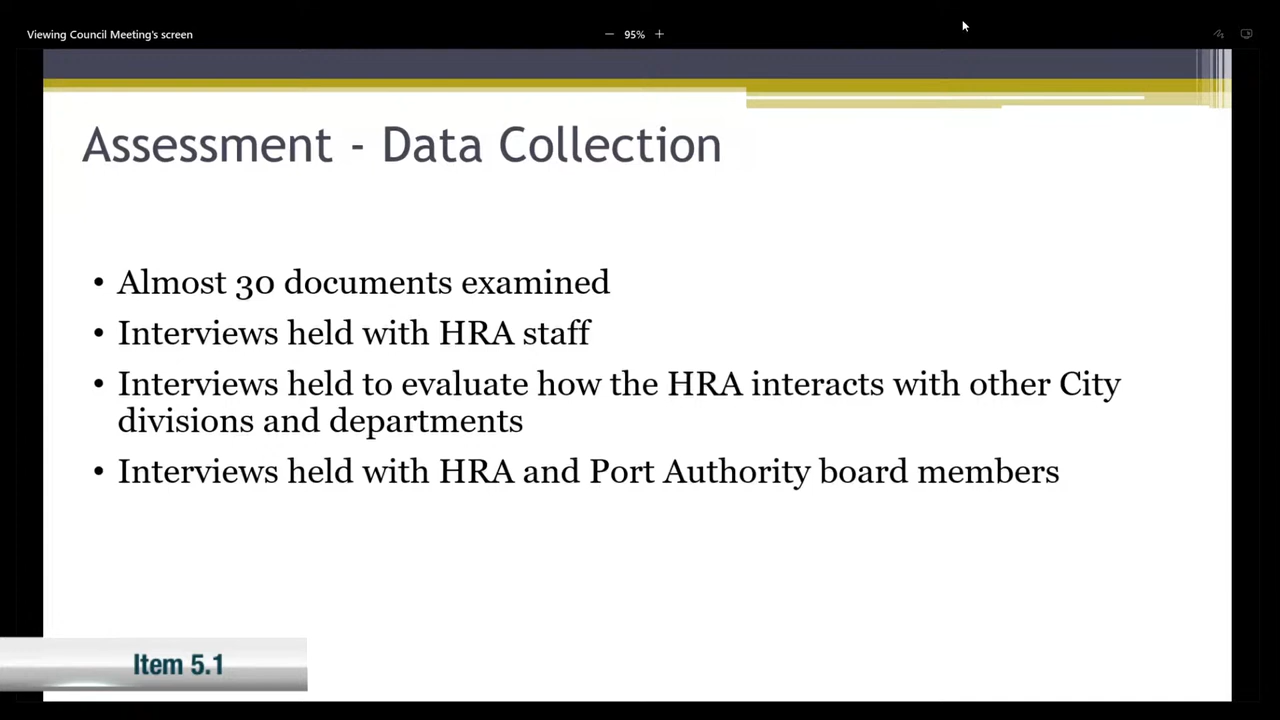 Viewing Council Meeting's screen
95%
Assessment - Data Collection
• Almost 30 documents examined
• Interviews held with HRA staff
• Interviews held to evaluate how the HRA interacts with other City
divisions and departments
• Interviews held with HRA and Port Authority board members
Item 5.1